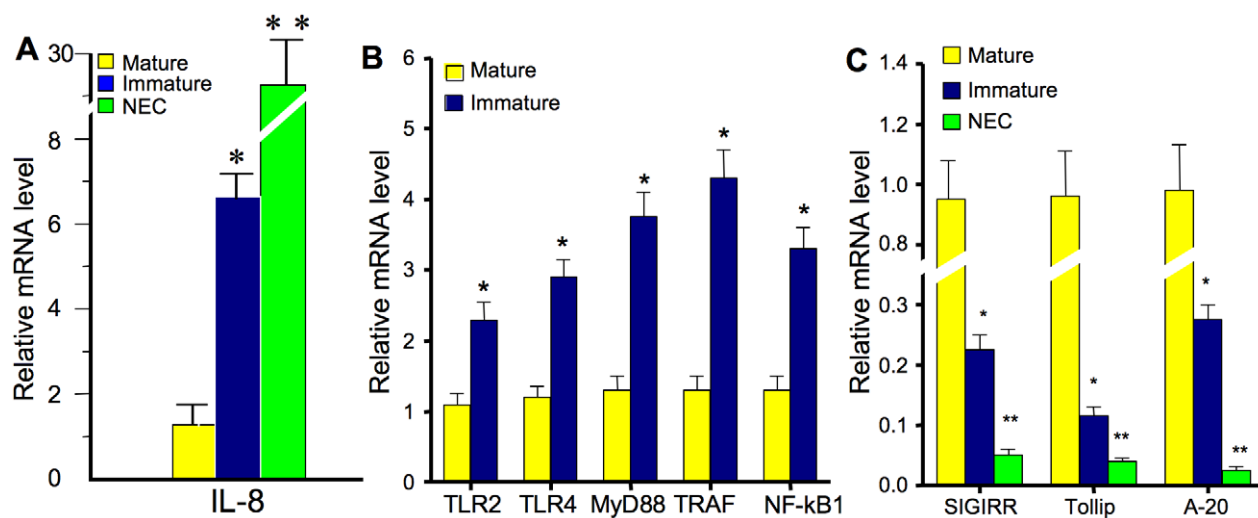 A
Relative mRNA level
30
8
6
4
2
0
Mature
Immature
NEC
*
* *
IL-8
B
Relative mRNA level
6
5
4
3
2
1
0
Mature
Immature
*
*
*
*
*
TLR2 TLR4 MyD88 TRAF NF-kB1
C
Relative mRNA level
1.4
1.2
1.0
0.8
0.3
0.2
0.1
0.0
Mature
Immature
NEC
*
**
*
**
*
**
SIGIRR Tollip A-20